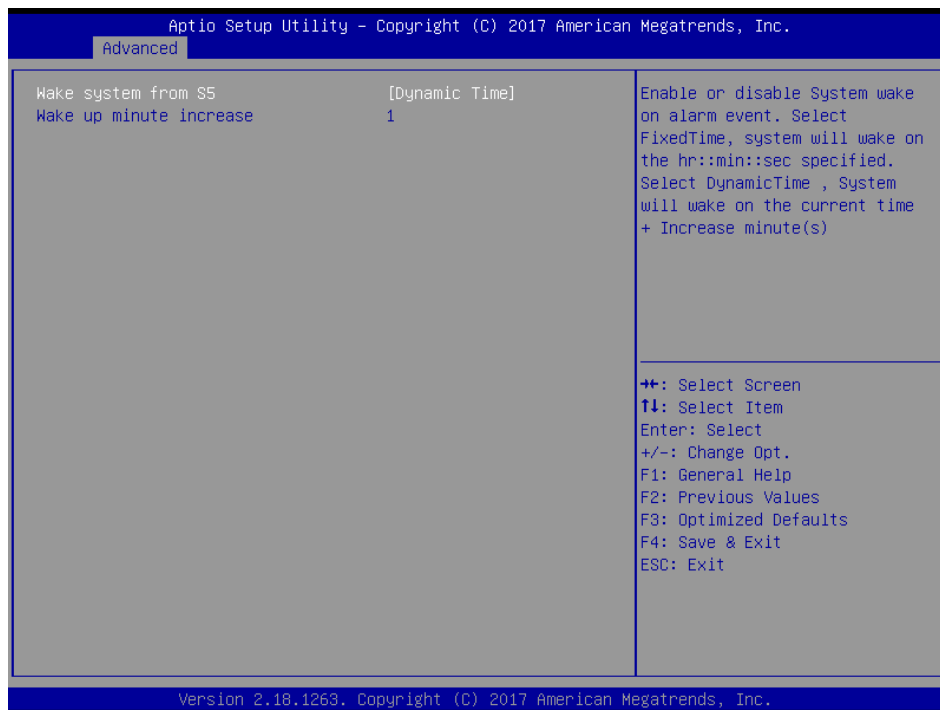 Aptio Setup Utility – Copyright (C) 2017 American Megatrends, Inc.
Advanced
Wake system from S5 [Dynamic Time]
Wake up minute increase 1
Enable or disable System wake
on alarm event. Select
FixedTime, system will wake on
the hr::min::sec specified.
Select DynamicTime , System
will wake on the current time
+ Increase minute(s)
→←: Select Screen
↑↓: Select Item
Enter: Select
+/-: Change Opt.
F1: General Help
F2: Previous Values
F3: Optimized Defaults
F4: Save & Exit
ESC: Exit
Version 2.18.1263. Copyright (C) 2017 American Megatrends, Inc.